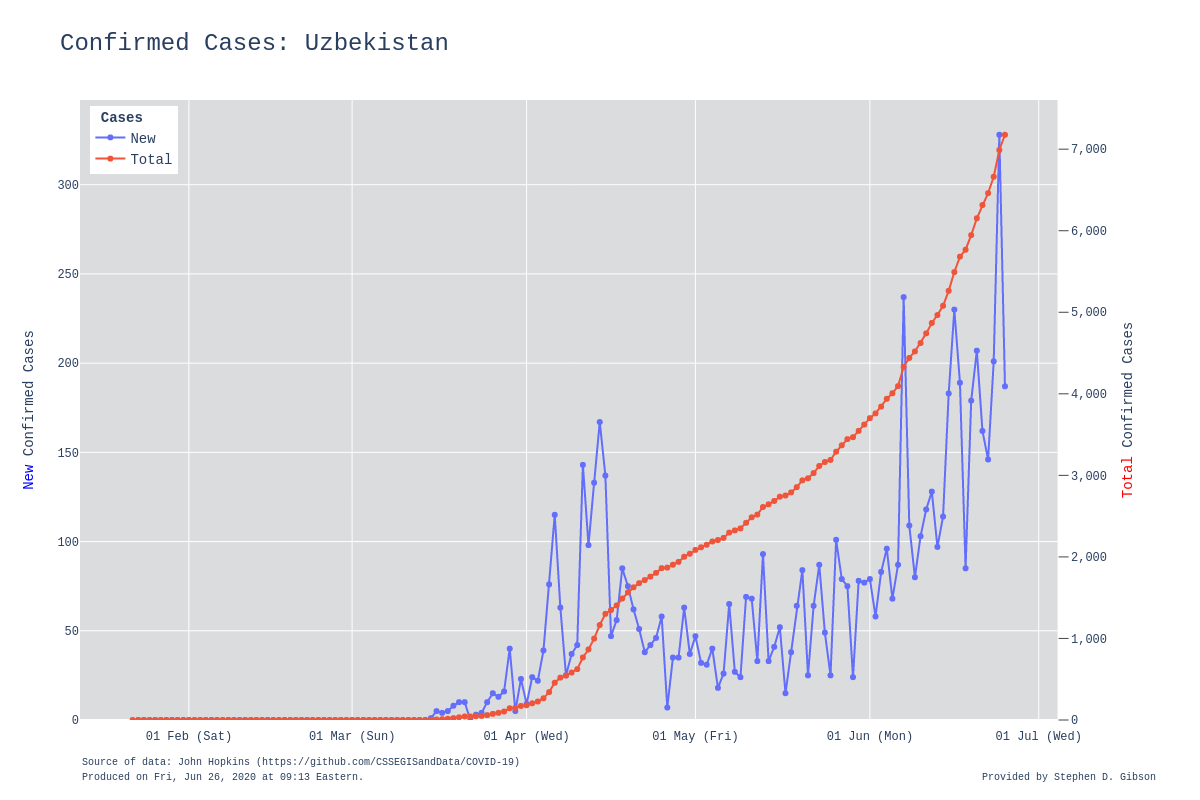 Confirmed Cases: Uzbekistan
Cases
New
Total
300
250
200
150
100
50
0
New Confirmed Cases
7,000
6,000
5,000
4,000
3,000
2,000
1,000
0
Total Confirmed Cases
01 Feb (Sat) 01 Mar (Sun) 01 Apr (Wed) 01 May (Fri) 01 Jun (Mon) 01 Jul (Wed)
Source of data: John Hopkins (https://github.com/CSSEGISandData/COVID-19)
Produced on Fri, Jun 26, 2020 at 09:13 Eastern.
Provided by Stephen D. Gibson